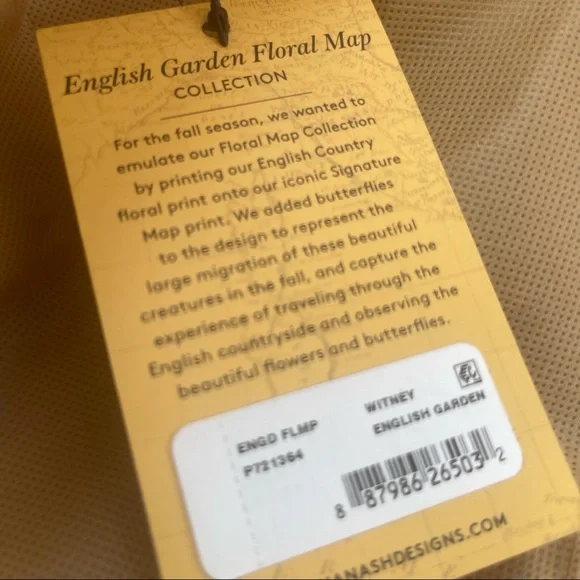 English Garden Floral Map
COLLECTION
For the fall season, we wanted to
emulate our Floral Map Collection
by printing our English Country
floral print onto our iconic Signature
Map print. We added butterflies
to the design to represent the
large migration of these beautiful
creatures in the fall, and capture the
experience of traveling through the
English countryside and observing the
beautiful flowers and butterflies.
ENGD FLMP WITNEY
P721364 ENGLISH GARDEN
8 87986 26503 2
ANASHDESIGNS.COM